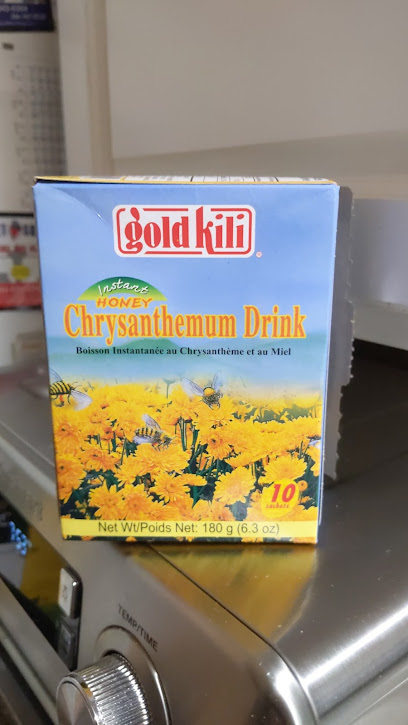 gold kili
Instant
HONEY
Chrysanthemum Drink
Boisson Instantanée au Chrysanthème et au Miel
10
sachets
Net Wt/Poids Net: 180 g (6.3 oz)
TEMP/TIME